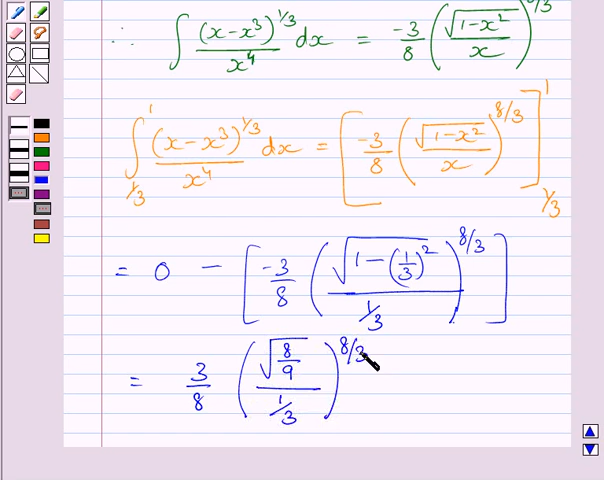 ∴ ∫ (x-x³)^1/3 / x⁴ dx = -3/8 (√(1-x²) / x)^8/3
∫_1/3^1 (x-x³)^1/3 / x⁴ dx = [ -3/8 (√(1-x²) / x)^8/3 ]_1/3^1
= 0 - [ -3/8 (√(1-(1/3)²) / 1/3)^8/3 ]
= 3/8 (√(8/9) / 1/3)^8/3